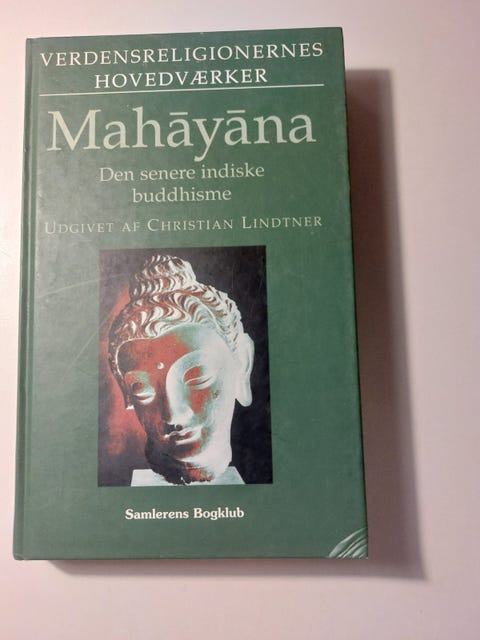 VERDENSRELIGIONERNES
HOVEDVÆRKER
Mahāyāna
Den senere indiske
buddhisme
UDGIVET AF CHRISTIAN LINDTNER
Samlerens Bogklub